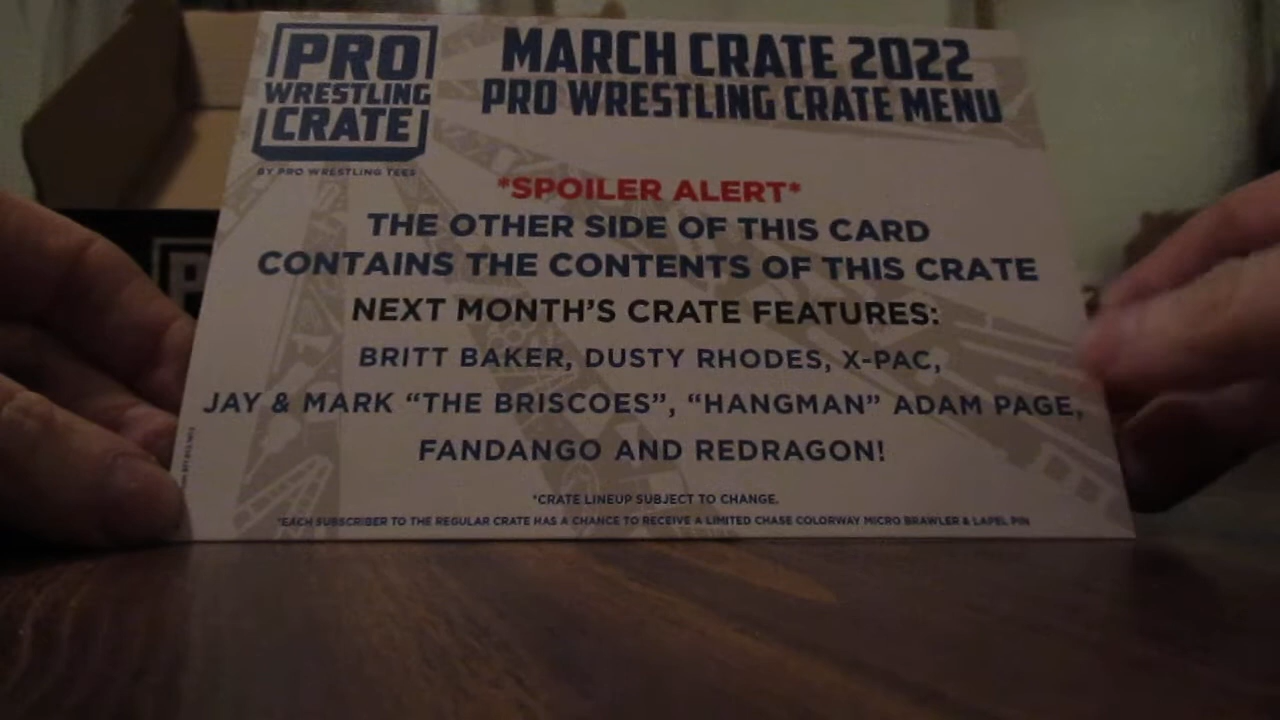 PRO
WRESTLING
CRATE
BY PRO WRESTLING TEES
MARCH CRATE 2022
PRO WRESTLING CRATE MENU
*SPOILER ALERT*
THE OTHER SIDE OF THIS CARD
CONTAINS THE CONTENTS OF THIS CRATE
NEXT MONTH'S CRATE FEATURES:
BRITT BAKER, DUSTY RHODES, X-PAC,
JAY & MARK “THE BRISCOES”, “HANGMAN” ADAM PAGE,
FANDANGO AND REDRAGON!
*CRATE LINEUP SUBJECT TO CHANGE.
*EACH SUBSCRIBER TO THE REGULAR CRATE HAS A CHANCE TO RECEIVE A LIMITED CHASE COLORWAY MICRO BRAWLER & LAPEL PIN